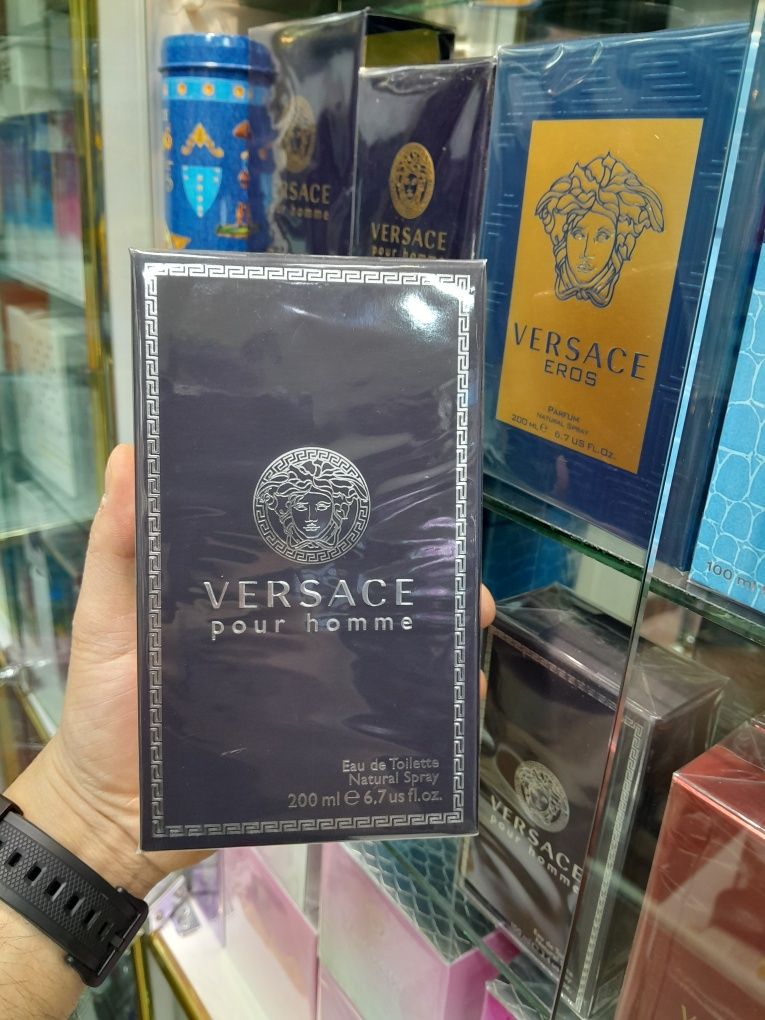 VERSACE
pour homme
VERSACE
pour homme
VERSACE
EROS
PARFUM
NATURAL SPRAY
200 ML e 6.7 US FL.OZ.
VERSACE
pour homme
Eau de Toilette
Natural Spray
200 ml e 6.7 us fl.oz.
100 ml
VERSACE
pour homme